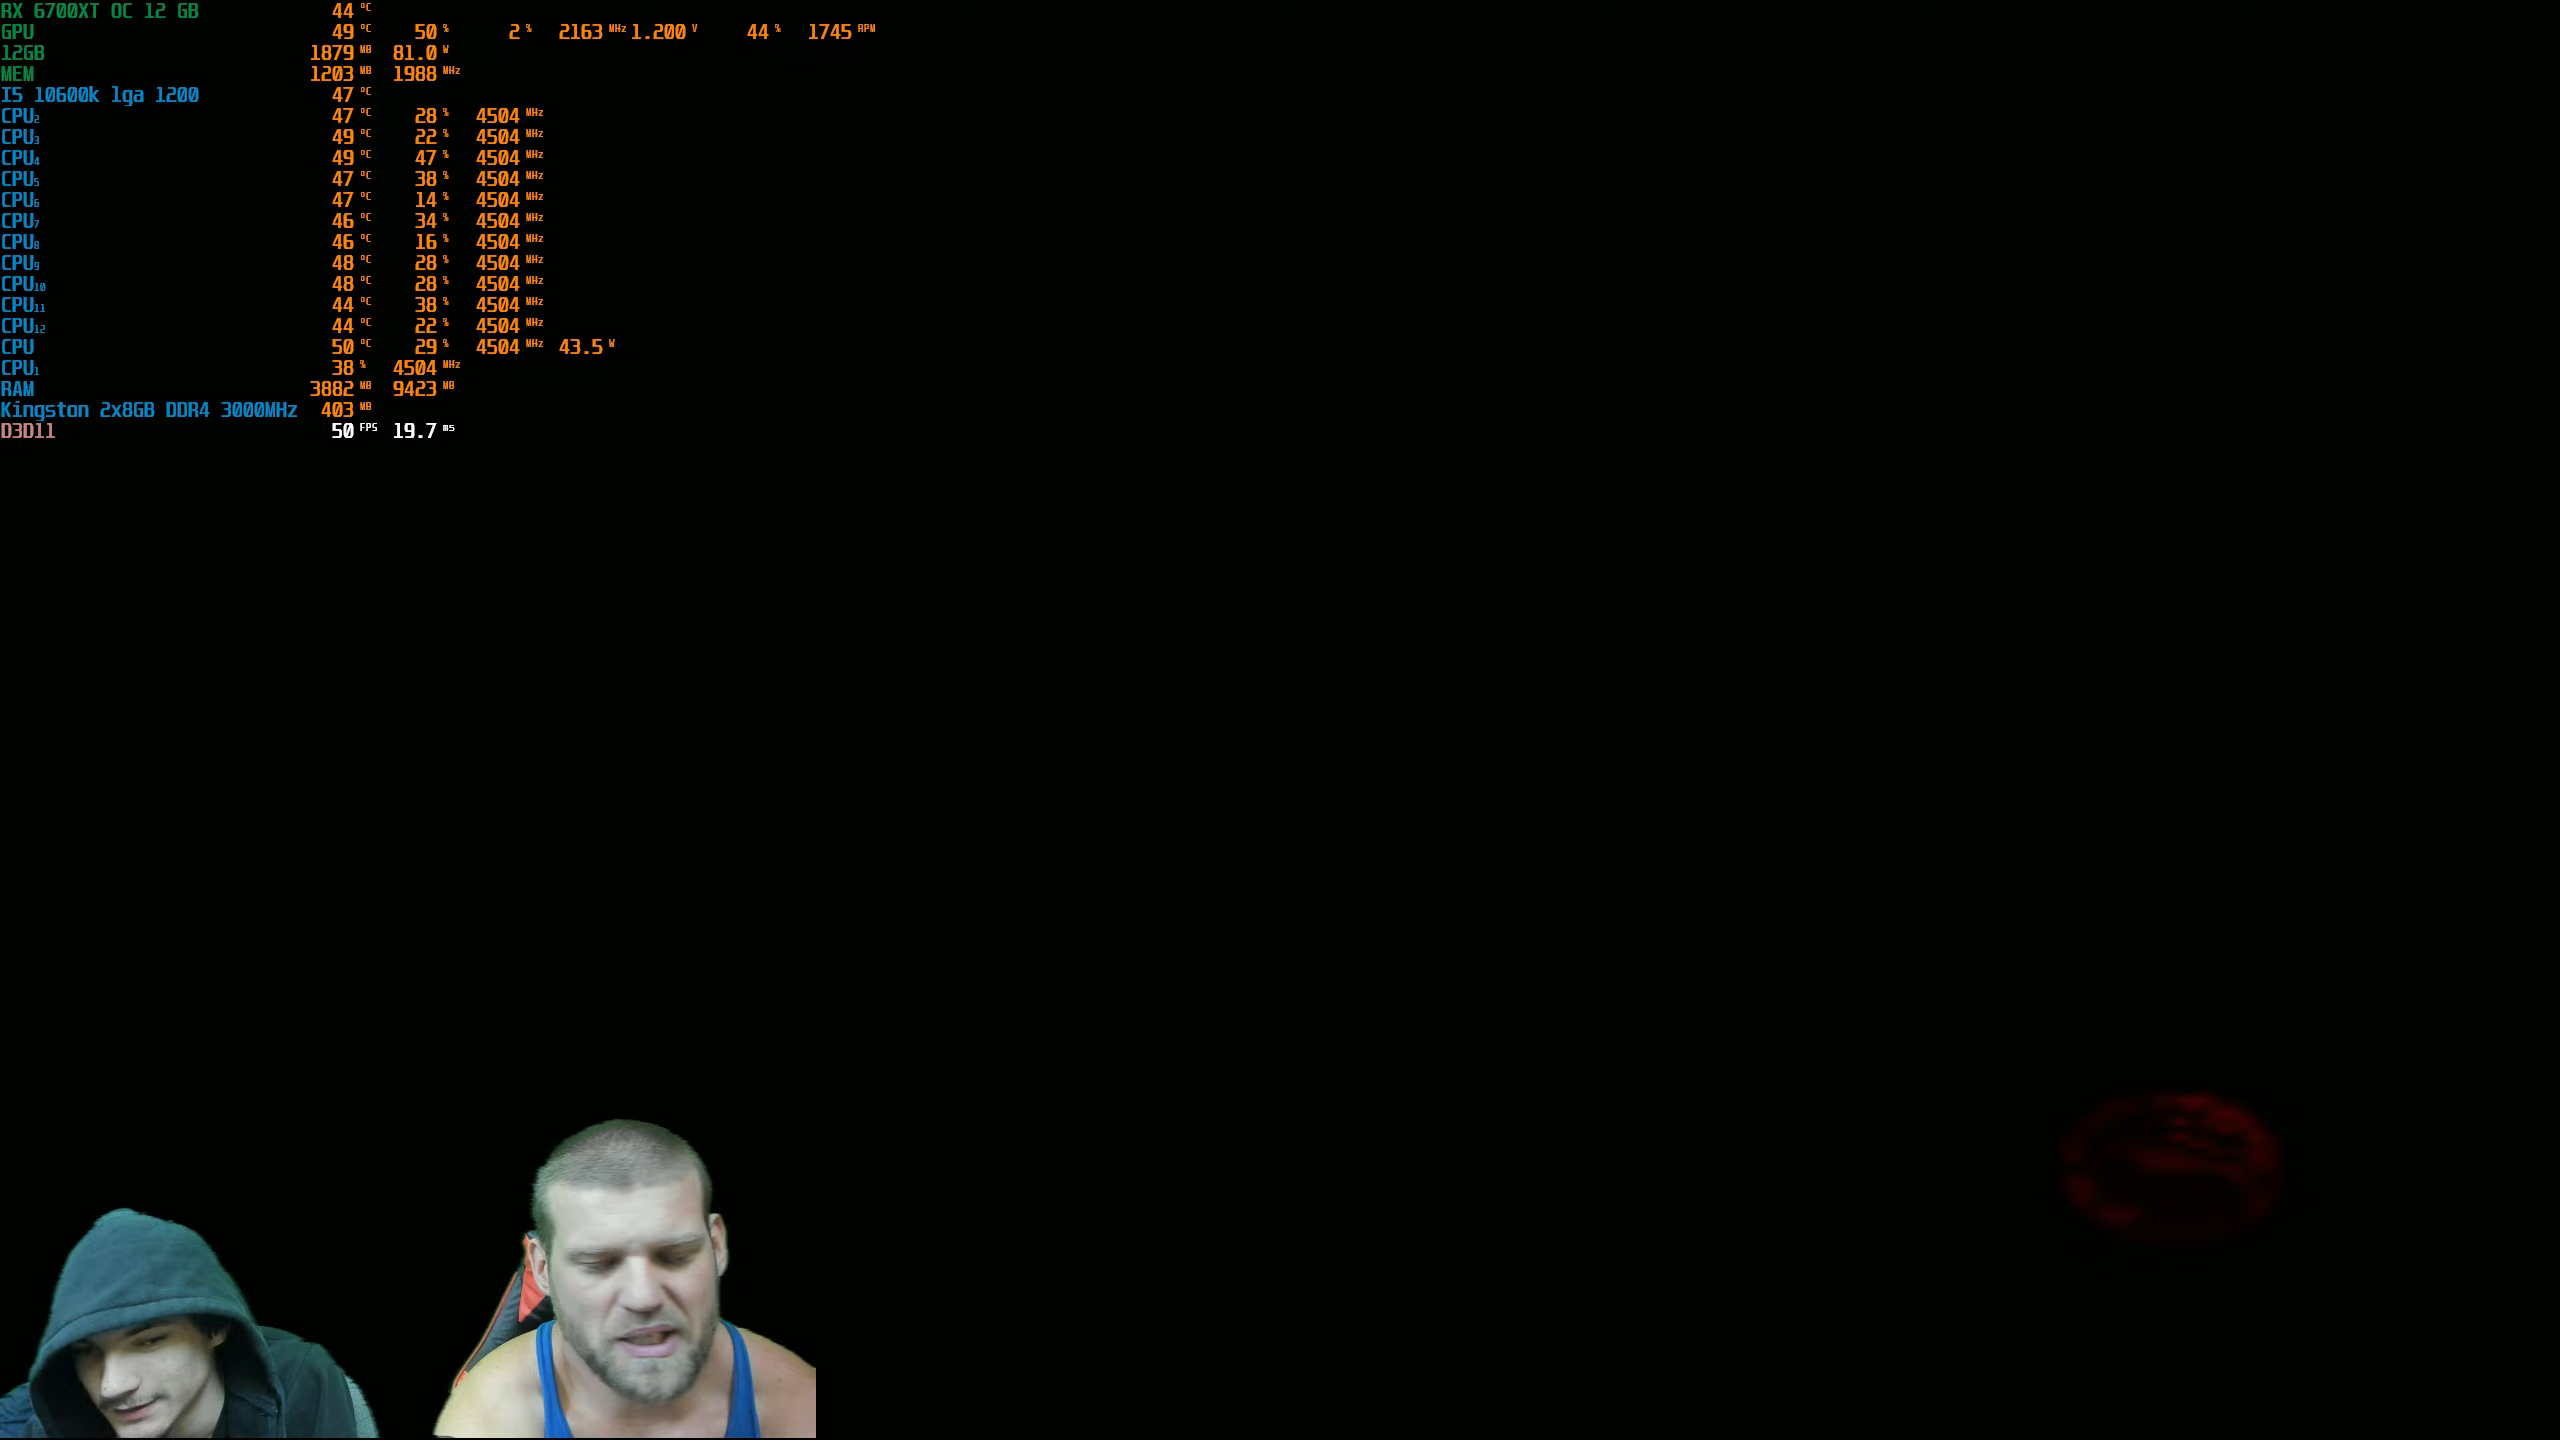 RX 6700XT OC 12 GB 44 °C
GPU 49 °C 50 % 2 % 2163 MHz 1.200 V 44 % 1745 RPM
12GB 1879 MB 81.0 W
MEM 1203 MB 1988 MHz
I5 10600k lga 1200 47 °C
CPU2 47 °C 28 % 4504 MHz
CPU3 49 °C 22 % 4504 MHz
CPU4 49 °C 47 % 4504 MHz
CPU5 47 °C 38 % 4504 MHz
CPU6 47 °C 14 % 4504 MHz
CPU7 46 °C 34 % 4504 MHz
CPU8 46 °C 16 % 4504 MHz
CPU9 48 °C 28 % 4504 MHz
CPU10 48 °C 28 % 4504 MHz
CPU11 44 °C 38 % 4504 MHz
CPU12 44 °C 22 % 4504 MHz
CPU 50 °C 29 % 4504 MHz 43.5 W
CPU1 38 % 4504 MHz
RAM 3882 MB 9423 MB
Kingston 2x8GB DDR4 3000MHz 403 MB
D3D11 50 FPS 19.7 ms